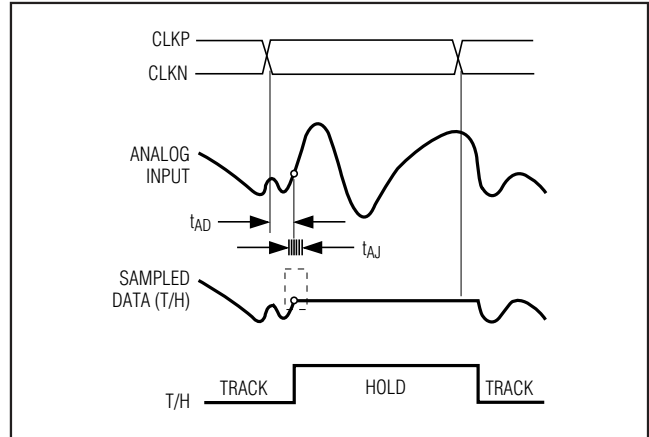 CLKP
CLKN
ANALOG
INPUT
tAD
tAJ
SAMPLED
DATA (T/H)
T/H
TRACK
HOLD
TRACK